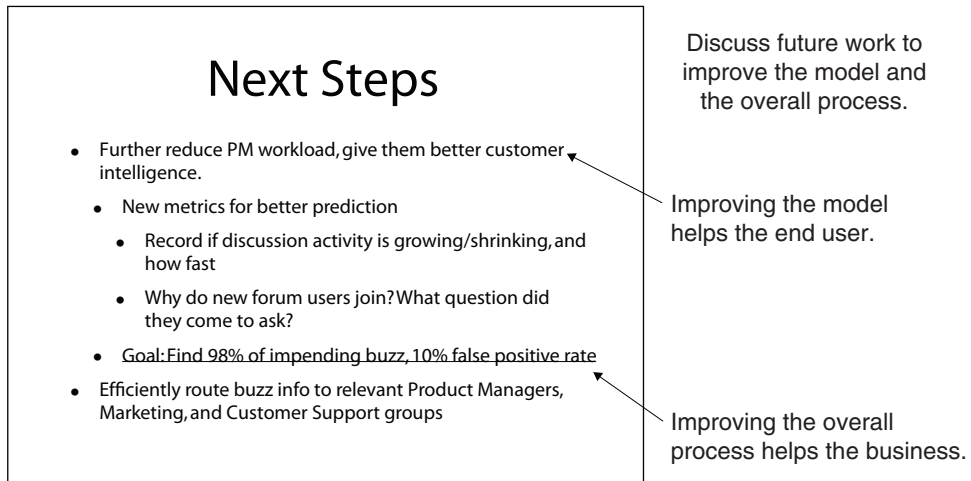 Next Steps
• Further reduce PM workload, give them better customer
intelligence.
• New metrics for better prediction
• Record if discussion activity is growing/shrinking, and
how fast
• Why do new forum users join? What question did
they come to ask?
• Goal: Find 98% of impending buzz, 10% false positive rate
• Efficiently route buzz info to relevant Product Managers,
Marketing, and Customer Support groups
Discuss future work to
improve the model and
the overall process.
Improving the model
helps the end user.
Improving the overall
process helps the business.